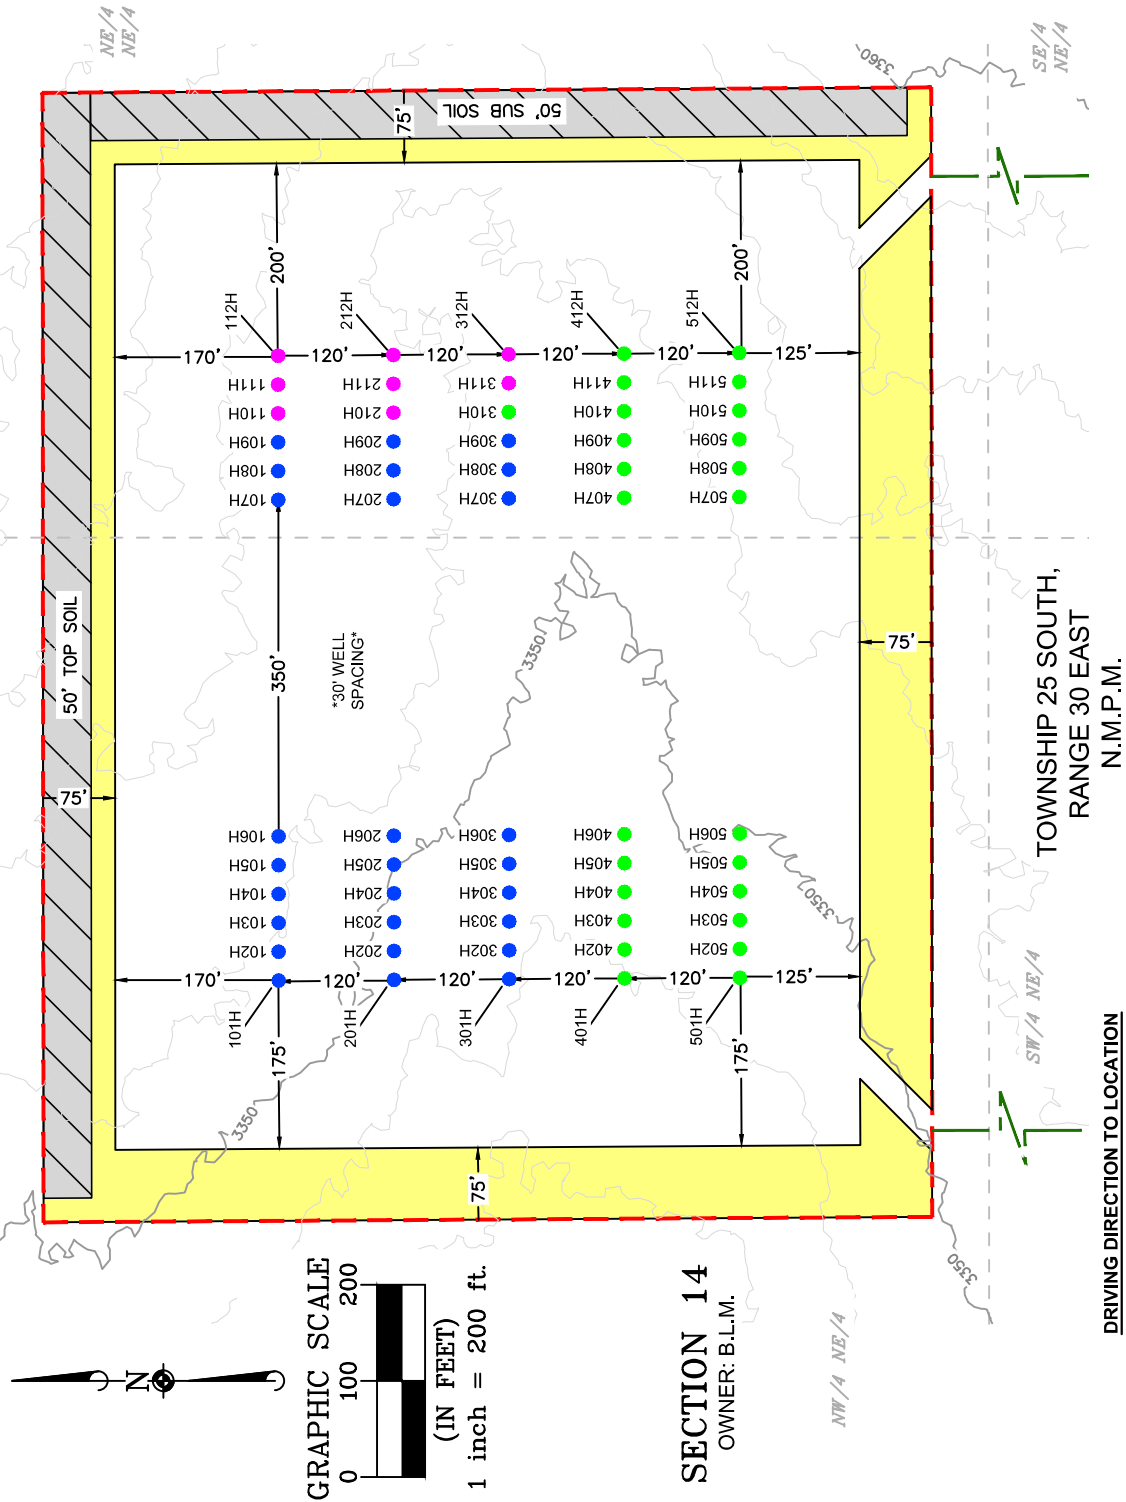 NE/4
NE/4
SE/4
NE/4
3360
50' SUB SOIL
75'
50' TOP SOIL
75'
200'
200'
112H
212H
312H
412H
512H
170'
120'
120'
120'
120'
125'
111H
211H
311H
411H
511H
110H
210H
310H
410H
510H
109H
209H
309H
409H
509H
108H
208H
308H
408H
508H
107H
207H
307H
407H
507H
350'
*30' WELL
SPACING*
3350
75'
TOWNSHIP 25 SOUTH,
RANGE 30 EAST
N.M.P.M.
106H
206H
306H
406H
506H
105H
205H
305H
405H
505H
104H
204H
304H
404H
504H
103H
203H
303H
403H
503H
102H
202H
302H
402H
502H
3350
170'
120'
120'
120'
120'
125'
101H
201H
301H
401H
501H
175'
175'
3350
75'
SW/4 NE/4
3350
N
GRAPHIC SCALE
0
100
200
(IN FEET)
1 inch = 200 ft.
SECTION 14
OWNER: B.L.M.
NW/4 NE/4
DRIVING DIRECTION TO LOCATION